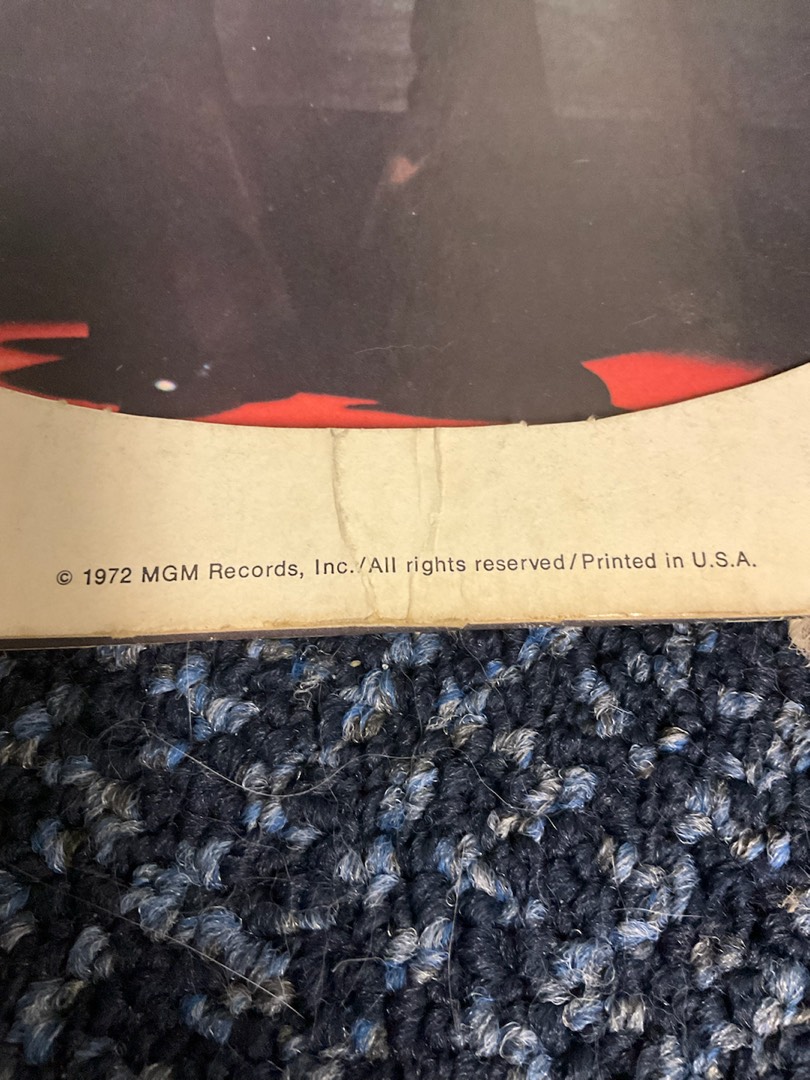 © 1972 MGM Records, Inc./All rights reserved/Printed in U.S.A.